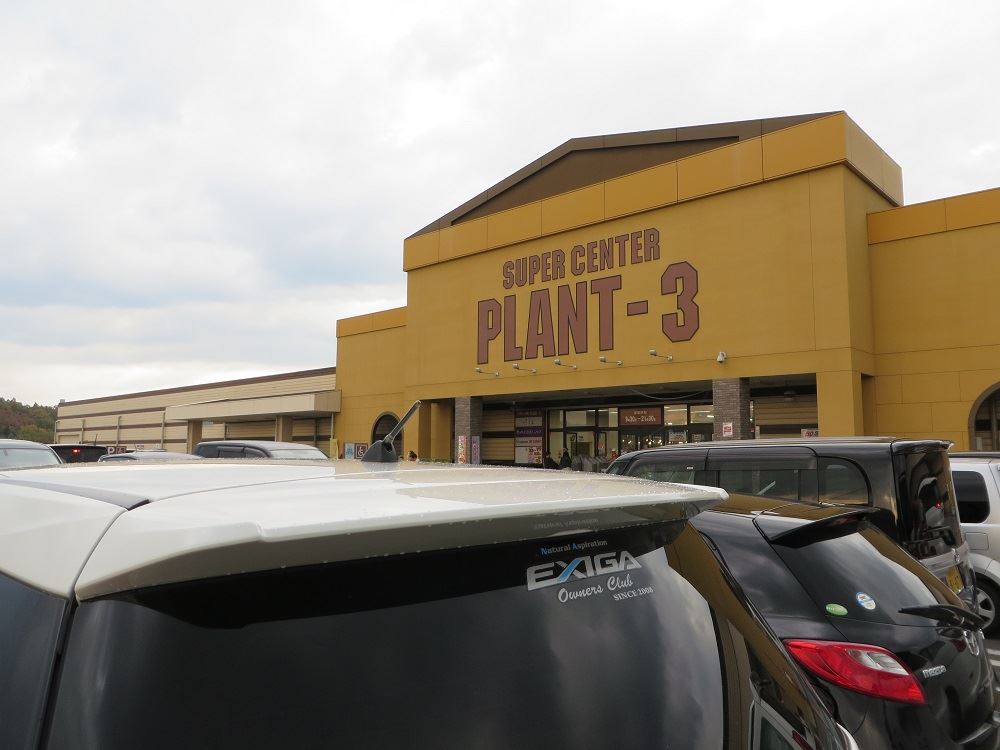 SUPER CENTER
PLANT-3
Natural Aspiration
EXIGA
Owners Club
SINCE 2008
mazda